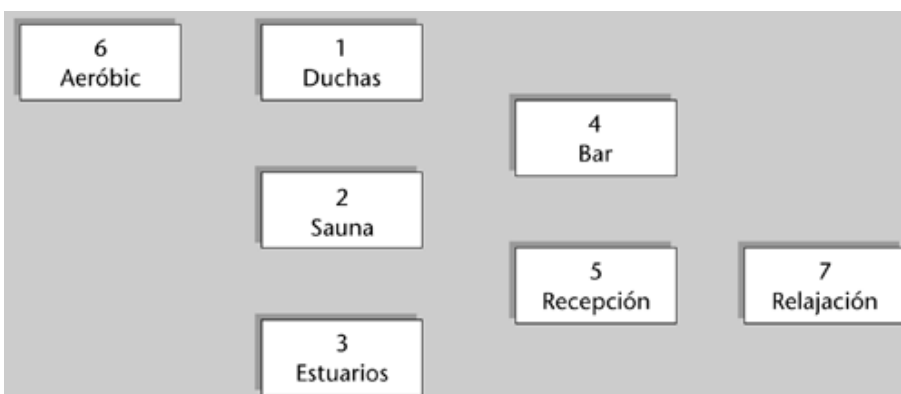 6
Aeróbic
1
Duchas
4
Bar
2
Sauna
5
Recepción
7
Relajación
3
Estuarios